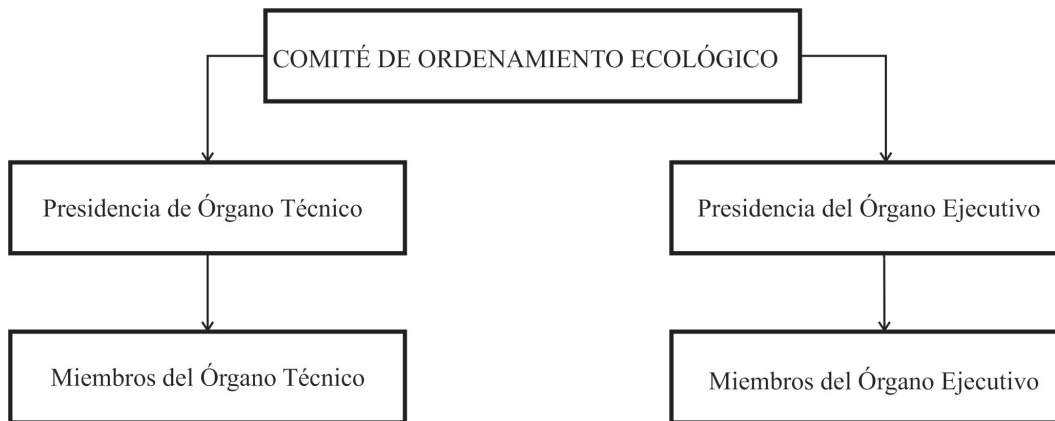 COMITÉ DE ORDENAMIENTO ECOLÓGICO
Presidencia de Órgano Técnico
Presidencia del Órgano Ejecutivo
Miembros del Órgano Técnico
Miembros del Órgano Ejecutivo